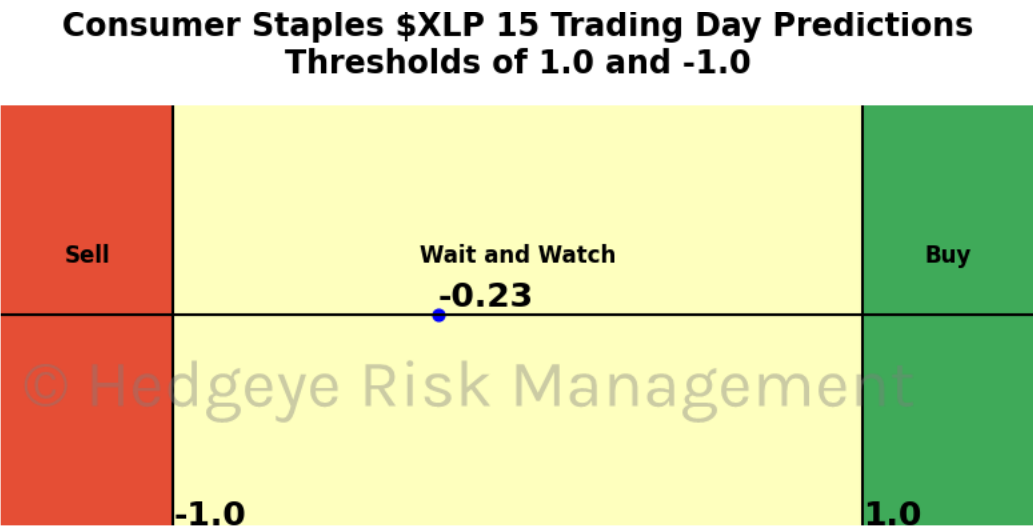 Consumer Staples $XLP 15 Trading Day Predictions
Thresholds of 1.0 and -1.0
Sell
Wait and Watch
Buy
-0.23
© Hedgeye Risk Management
-1.0
1.0